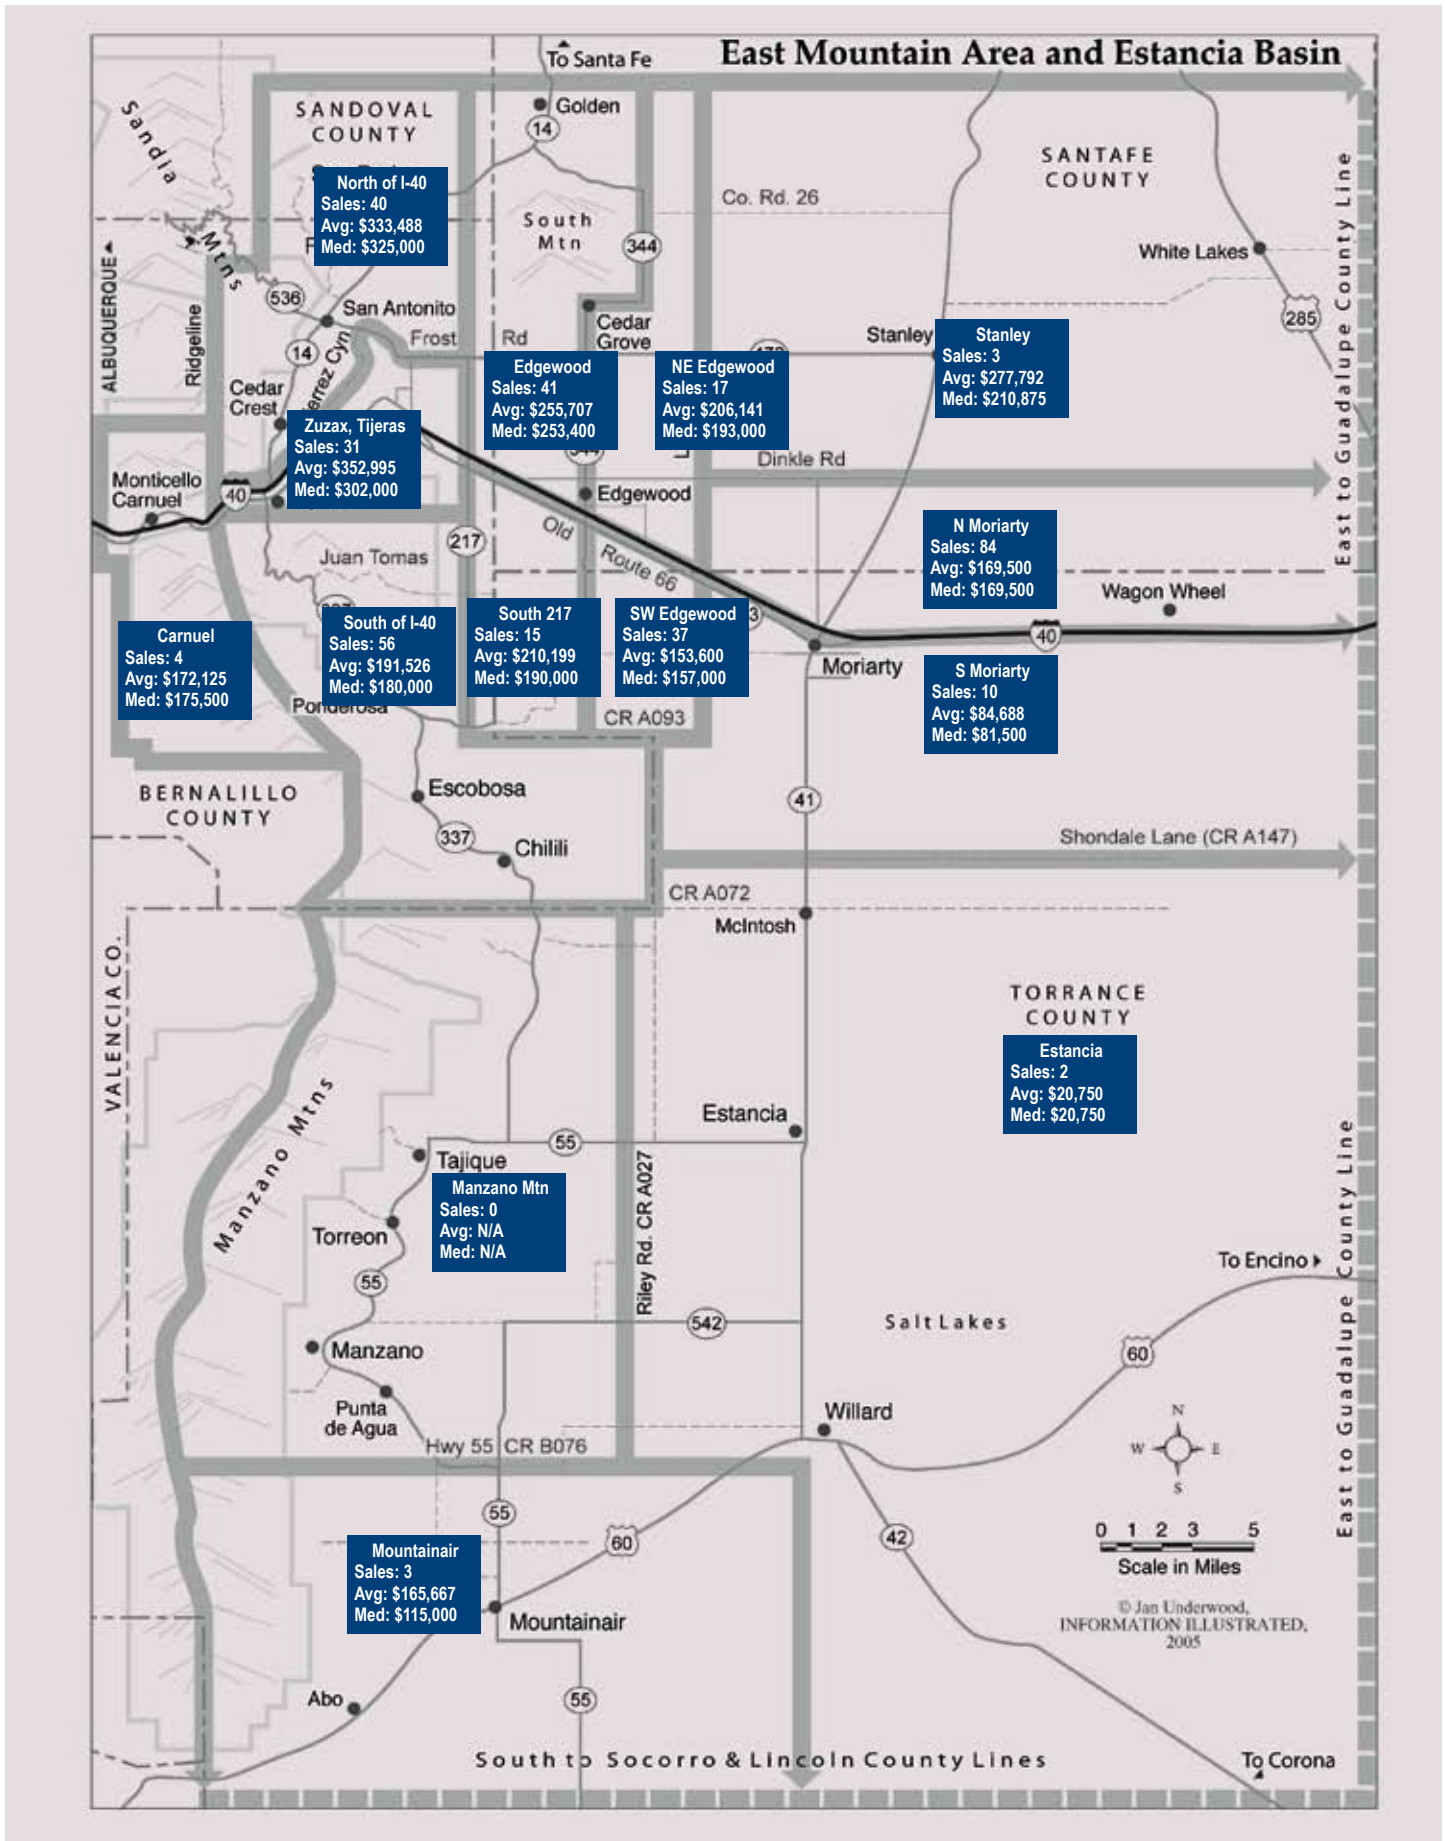 East Mountain Area and Estancia Basin
To Santa Fe
Golden
14
SANDOVAL
COUNTY
SANTAFE
COUNTY
Sandia
Mtns
North of I-40
Sales: 40
Avg: $333,488
Med: $325,000
Co. Rd. 26
South
Mtn
344
White Lakes
285
ALBUQUERQUE
Ridgeline
536
San Antonito
14
Frost
Rd
Cedar
Grove
Stanley
Stanley
Sales: 3
Avg: $277,792
Med: $210,875
East to Guadalupe County Line
Edgewood
Sales: 41
Avg: $255,707
Med: $253,400
NE Edgewood
Sales: 17
Avg: $206,141
Med: $193,000
Cedar
Crest
Cyn
Zuzax, Tijeras
Sales: 31
Avg: $352,995
Med: $302,000
Dinkle Rd
Monticello
Carnuel
40
Edgewood
Old
Route 66
217
Juan Tomas
N Moriarty
Sales: 84
Avg: $169,500
Med: $169,500
Wagon Wheel
40
Carnuel
Sales: 4
Avg: $172,125
Med: $175,500
South of I-40
Sales: 56
Avg: $191,526
Med: $180,000
South 217
Sales: 15
Avg: $210,199
Med: $190,000
SW Edgewood
Sales: 37
Avg: $153,600
Med: $157,000
Moriarty
S Moriarty
Sales: 10
Avg: $84,688
Med: $81,500
Ponderosa
CR A093
BERNALILLO
COUNTY
Escobosa
41
337
Chilili
Shondale Lane (CR A147)
CR A072
McIntosh
VALENCIA CO.
TORRANCE
COUNTY
Estancia
Sales: 2
Avg: $20,750
Med: $20,750
Manzano Mtns
Estancia
55
Tajique
Manzano Mtn
Sales: 0
Avg: N/A
Med: N/A
Torreon
Riley Rd. CR A027
East to Guadalupe County Line
To Encino
55
542
Salt Lakes
60
Manzano
Punta
de Agua
Willard
Hwy 55 CR B076
N
W E
S
55
60
42
0 1 2 3 5
Scale in Miles
Mountainair
Sales: 3
Avg: $165,667
Med: $115,000
Mountainair
© Jan Underwood,
INFORMATION ILLUSTRATED,
2005
Abo
55
South to Socorro & Lincoln County Lines
To Corona